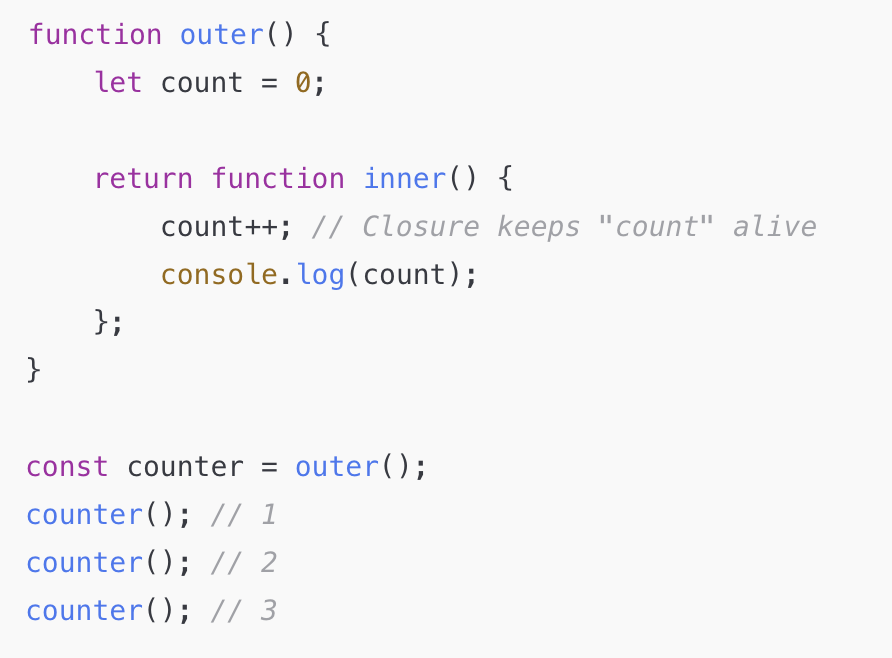 function outer() {
    let count = 0;

    return function inner() {
        count++; // Closure keeps "count" alive
        console.log(count);
    };
}

const counter = outer();
counter(); // 1
counter(); // 2
counter(); // 3